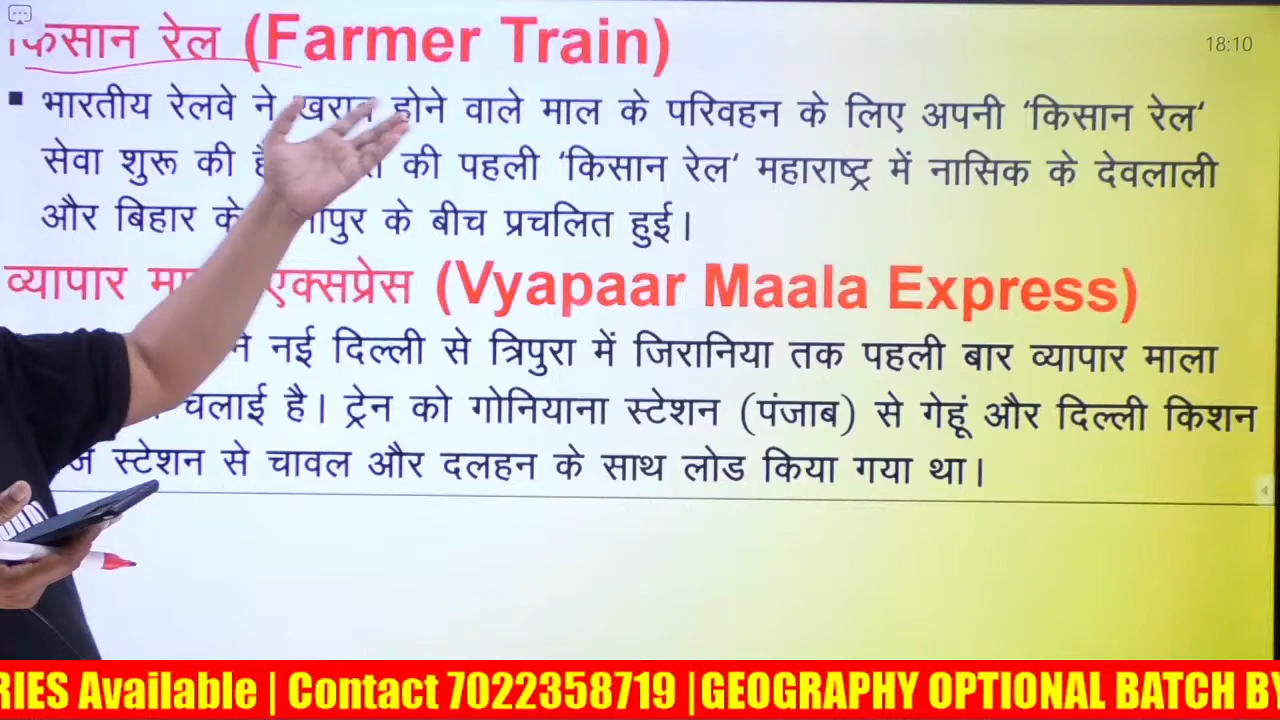 किसान रेल (Farmer Train)
18:10
▪ भारतीय रेलवे ने खराब होने वाले माल के परिवहन के लिए अपनी ‘किसान रेल’
सेवा शुरू की की पहली ‘किसान रेल’ महाराष्ट्र में नासिक के देवलाली
और बिहार के के बीच प्रचलित हुई।
व्यापार एक्सप्रेस (Vyapaar Maala Express)
नई दिल्ली से त्रिपुरा में जिरानिया तक पहली बार व्यापार माला
चलाई है। ट्रेन को गोनियाना स्टेशन (पंजाब) से गेहूं और दिल्ली किशन
स्टेशन से चावल और दलहन के साथ लोड किया गया था।
RIES Available | Contact 7022358719 |GEOGRAPHY OPTIONAL BATCH BY